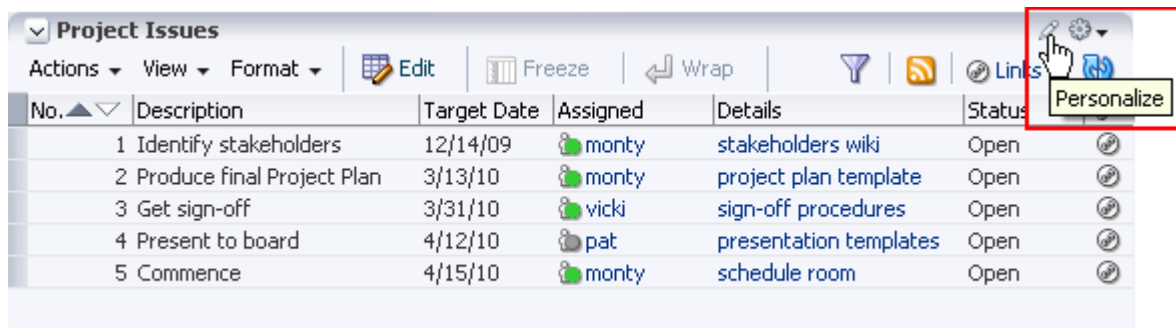 Project Issues
Actions View Format Edit Freeze Wrap Links
Personalize
No. Description Target Date Assigned Details Status
1 Identify stakeholders 12/14/09 monty stakeholders wiki Open
2 Produce final Project Plan 3/13/10 monty project plan template Open
3 Get sign-off 3/31/10 vicki sign-off procedures Open
4 Present to board 4/12/10 pat presentation templates Open
5 Commence 4/15/10 monty schedule room Open